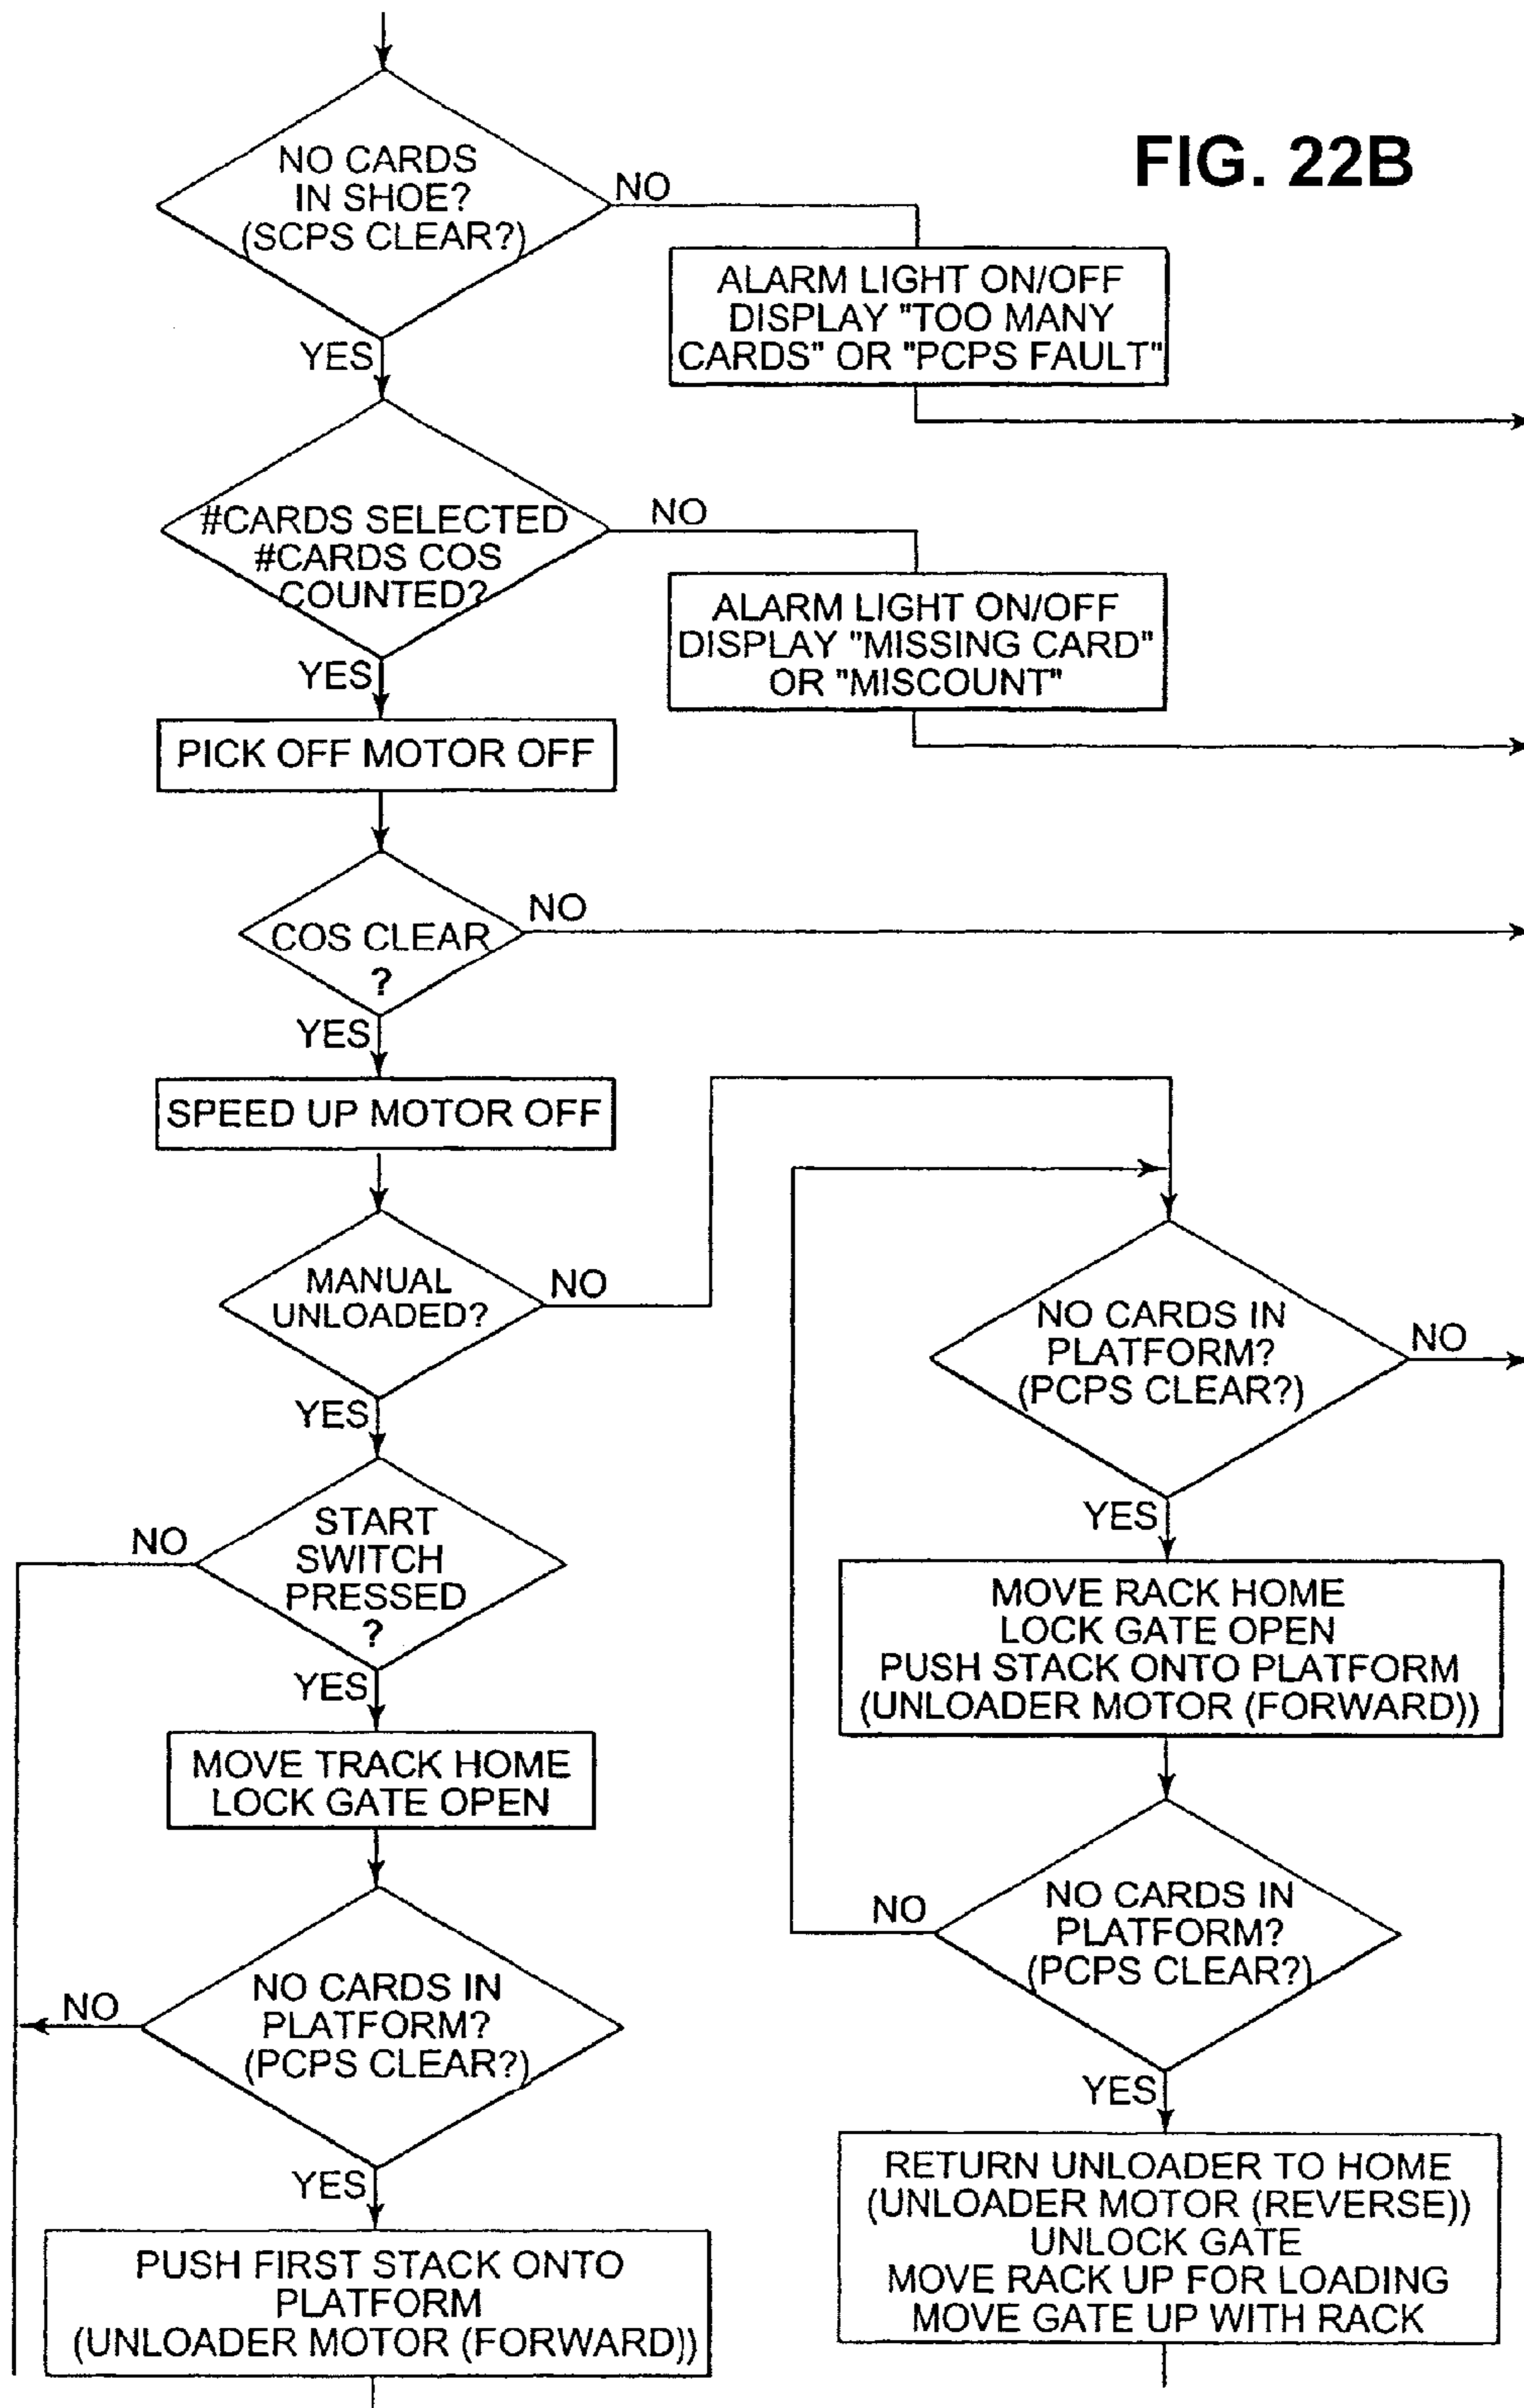 FIG. 22B
NO CARDS
IN SHOE?
(SCPS CLEAR?)
NO
ALARM LIGHT ON/OFF
DISPLAY "TOO MANY
CARDS" OR "PCPS FAULT"
YES
#CARDS SELECTED
#CARDS COS
COUNTED?
NO
ALARM LIGHT ON/OFF
DISPLAY "MISSING CARD"
OR "MISCOUNT"
YES
PICK OFF MOTOR OFF
COS CLEAR
?
NO
YES
SPEED UP MOTOR OFF
MANUAL
UNLOADED?
NO
YES
START
SWITCH
PRESSED
?
NO
YES
MOVE TRACK HOME
LOCK GATE OPEN
NO CARDS IN
PLATFORM?
(PCPS CLEAR?)
NO
YES
PUSH FIRST STACK ONTO
PLATFORM
(UNLOADER MOTOR (FORWARD))
NO CARDS IN
PLATFORM?
(PCPS CLEAR?)
NO
YES
MOVE RACK HOME
LOCK GATE OPEN
PUSH STACK ONTO PLATFORM
(UNLOADER MOTOR (FORWARD))
NO CARDS IN
PLATFORM?
(PCPS CLEAR?)
NO
YES
RETURN UNLOADER TO HOME
(UNLOADER MOTOR (REVERSE))
UNLOCK GATE
MOVE RACK UP FOR LOADING
MOVE GATE UP WITH RACK